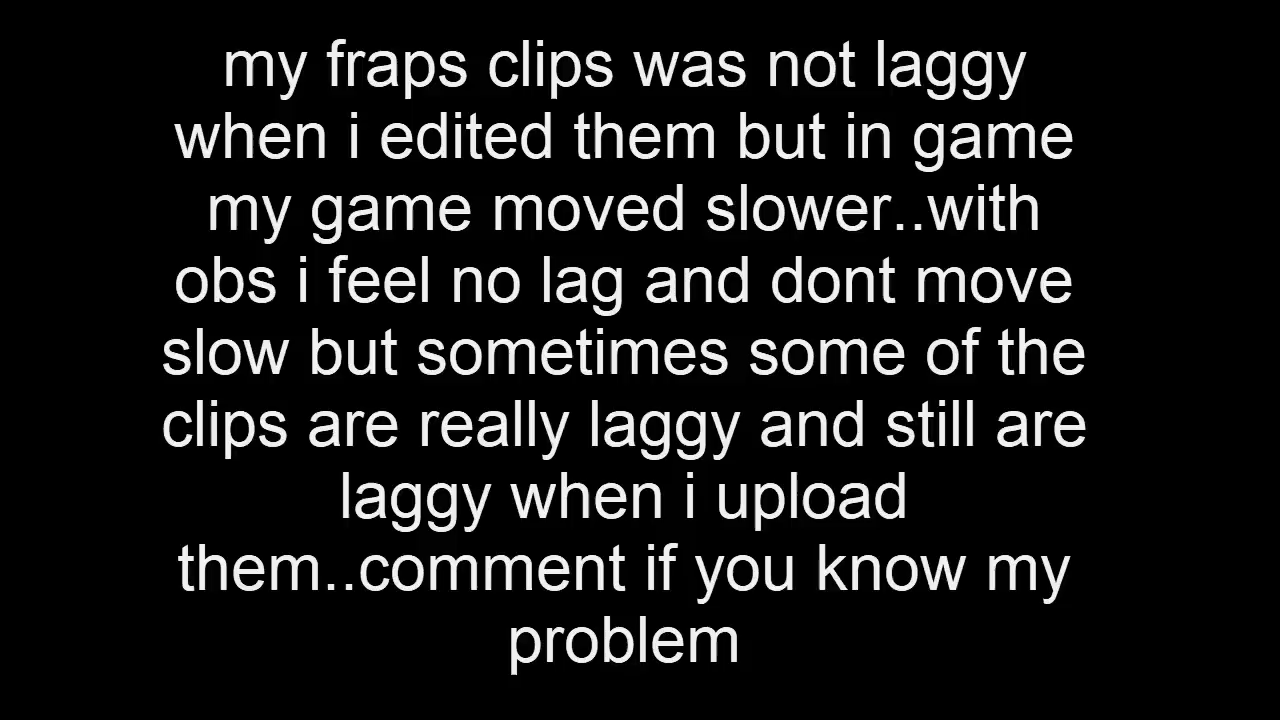 my fraps clips was not laggy
when i edited them but in game
my game moved slower..with
obs i feel no lag and dont move
slow but sometimes some of the
clips are really laggy and still are
laggy when i upload
them..comment if you know my
problem